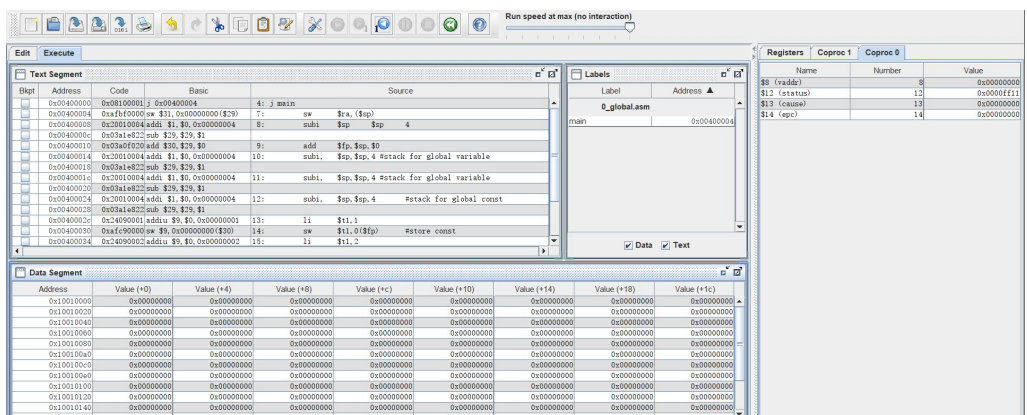 Run speed at max (no interaction)
Edit Execute
Registers Coproc 1 Coproc 0
Text Segment
Bkpt Address Code Basic Source
0x00400000 0x08100001 j 0x00400004 4: j main
0x00400004 0xafbf0000 sw $31,0x00000000($29) 7: sw $ra,($sp)
0x00400008 0x20010004 addi $1,$0,0x00000004 8: subi $sp $sp 4
0x0040000c 0x03a1e822 sub $29,$29,$1
0x00400010 0x03a0f020 add $30,$29,$0 9: add $fp,$sp,$0
0x00400014 0x20010004 addi $1,$0,0x00000004 10: subi, $sp,$sp,4 #stack for global variable
0x00400018 0x03a1e822 sub $29,$29,$1
0x0040001c 0x20010004 addi $1,$0,0x00000004 11: subi, $sp,$sp,4 #stack for global variable
0x00400020 0x03a1e822 sub $29,$29,$1
0x00400024 0x20010004 addi $1,$0,0x00000004 12: subi, $sp,$sp,4 #stack for global const
0x00400028 0x03a1e822 sub $29,$29,$1
0x0040002c 0x24090001 addiu $9,$0,0x00000001 13: li $t1,1
0x00400030 0xafc90000 sw $9,0x00000000($30) 14: sw $t1,0($fp) #store const
0x00400034 0x24090002 addiu $9,$0,0x00000002 15: li $t1,2
Labels
Label Address ▲
0_global.asm
main 0x00400004
Data Text
Name Number Value
$8 (vaddr) 8 0x00000000
$12 (status) 12 0x0000ff11
$13 (cause) 13 0x00000000
$14 (epc) 14 0x00000000
Data Segment
Address Value (+0) Value (+4) Value (+8) Value (+c) Value (+10) Value (+14) Value (+18) Value (+1c)
0x10010000 0x00000000 0x00000000 0x00000000 0x00000000 0x00000000 0x00000000 0x00000000 0x00000000
0x10010020 0x00000000 0x00000000 0x00000000 0x00000000 0x00000000 0x00000000 0x00000000 0x00000000
0x10010040 0x00000000 0x00000000 0x00000000 0x00000000 0x00000000 0x00000000 0x00000000 0x00000000
0x10010060 0x00000000 0x00000000 0x00000000 0x00000000 0x00000000 0x00000000 0x00000000 0x00000000
0x10010080 0x00000000 0x00000000 0x00000000 0x00000000 0x00000000 0x00000000 0x00000000 0x00000000
0x100100a0 0x00000000 0x00000000 0x00000000 0x00000000 0x00000000 0x00000000 0x00000000 0x00000000
0x100100c0 0x00000000 0x00000000 0x00000000 0x00000000 0x00000000 0x00000000 0x00000000 0x00000000
0x100100e0 0x00000000 0x00000000 0x00000000 0x00000000 0x00000000 0x00000000 0x00000000 0x00000000
0x10010100 0x00000000 0x00000000 0x00000000 0x00000000 0x00000000 0x00000000 0x00000000 0x00000000
0x10010120 0x00000000 0x00000000 0x00000000 0x00000000 0x00000000 0x00000000 0x00000000 0x00000000
0x10010140 0x00000000 0x00000000 0x00000000 0x00000000 0x00000000 0x00000000 0x00000000 0x00000000